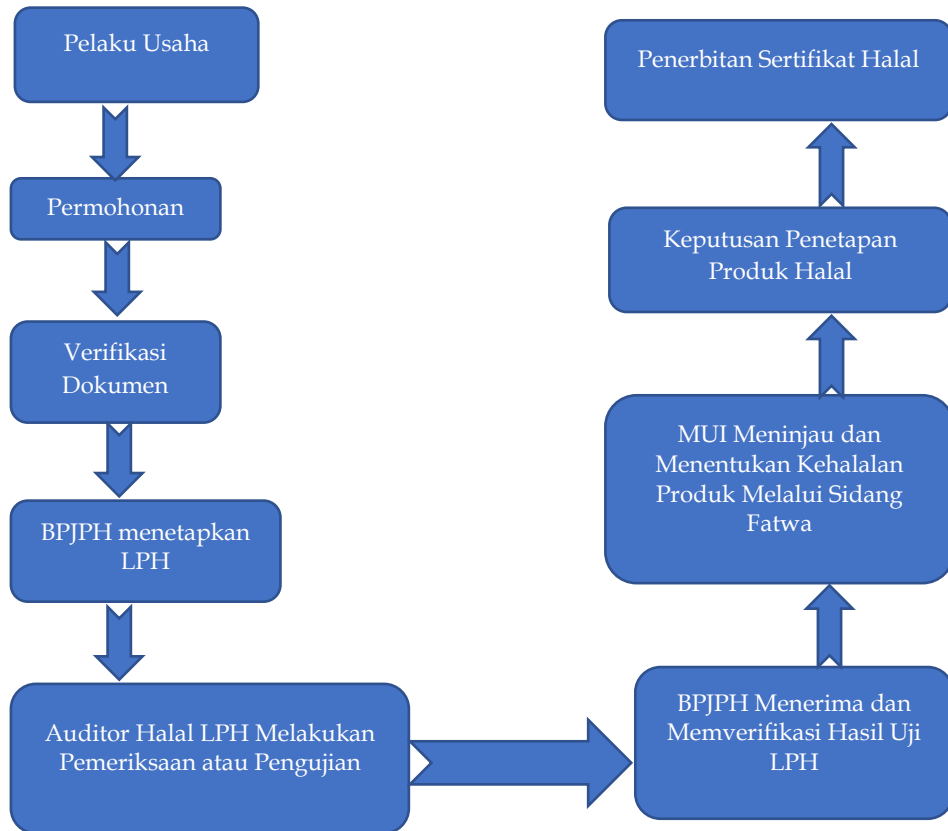 Pelaku Usaha
Permohonan
Verifikasi
Dokumen
BPJPH menetapkan
LPH
Auditor Halal LPH Melakukan
Pemeriksaan atau Pengujian
BPJPH Menerima dan
Memverifikasi Hasil Uji
LPH
MUI Meninjau dan
Menentukan Kehalalan
Produk Melalui Sidang
Fatwa
Keputusan Penetapan
Produk Halal
Penerbitan Sertifikat Halal